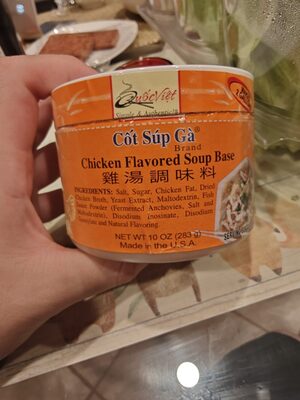 Quốc Việt
Simple & Authentic!
Cốt Súp Gà®
Brand
Chicken Flavored Soup Base
雞湯調味料
INGREDIENTS: Salt, Sugar, Chicken Fat, Dried
Chicken Broth, Yeast Extract, Maltodextrin, Fish
Sauce Powder (Fermented Anchovies, Salt and
Maltodextrin), Disodium Inosinate, Disodium
Guanylate and Natural Flavoring.
NET WT 10 OZ (283 g)
Made in the U.S.A.